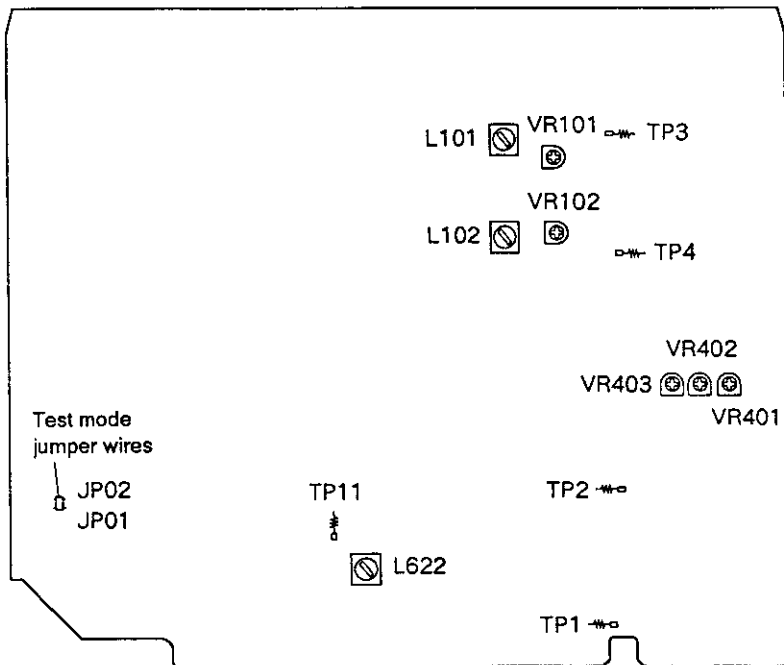 VR101
L101
TP3
VR102
L102
TP4
VR402
VR403
VR401
Test mode
jumper wires
JP02
JP01
TP11
TP2
L622
TP1